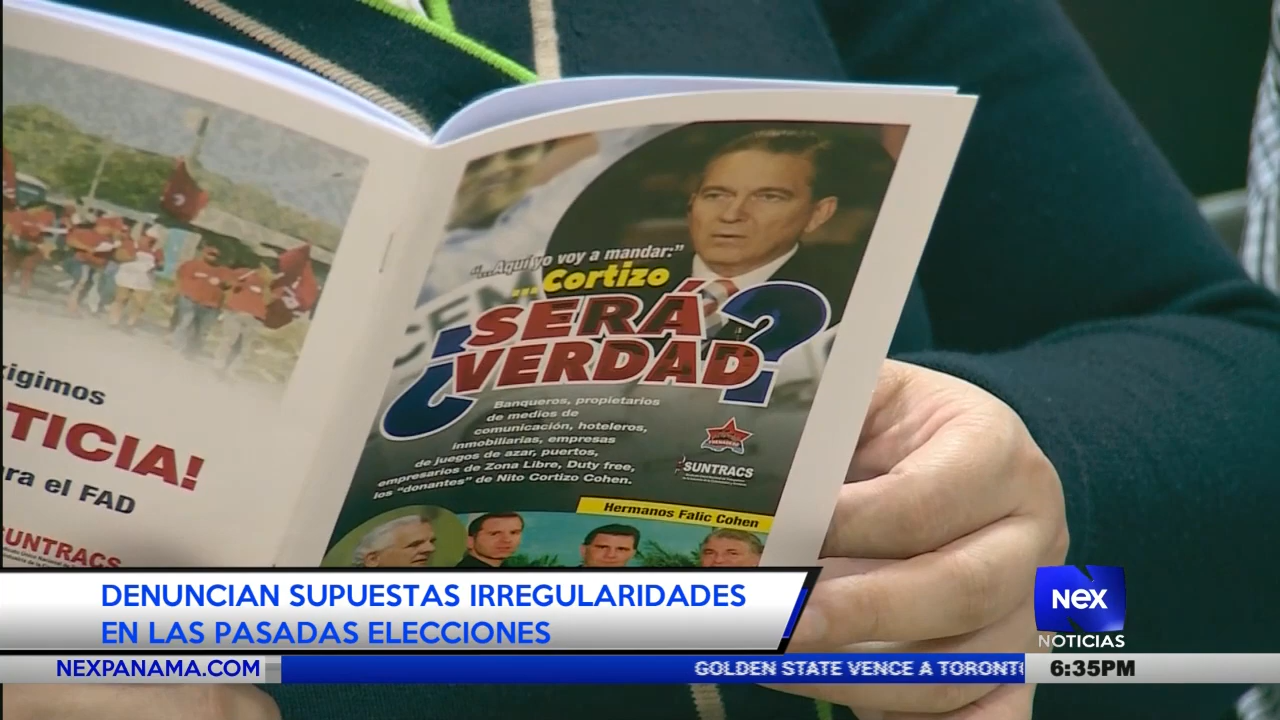 xigimos
TICIA!
ara el FAD
SUNTRACS
“...Aquí yo voy a mandar:”
...Cortizo
¿SERÁ
VERDAD?
Banqueros, propietarios
de medios de
comunicación, hoteleros,
inmobiliarias, empresas
de juegos de azar, puertos,
empresarios de Zona Libre, Duty free,
los “donantes” de Nito Cortizo Cohen.
SUNTRACS
Hermanos Falic Cohen
DENUNCIAN SUPUESTAS IRREGULARIDADES
EN LAS PASADAS ELECCIONES
NEX
NOTICIAS
NEXPANAMA.COM
GOLDEN STATE VENCE A TORONTO
6:35PM